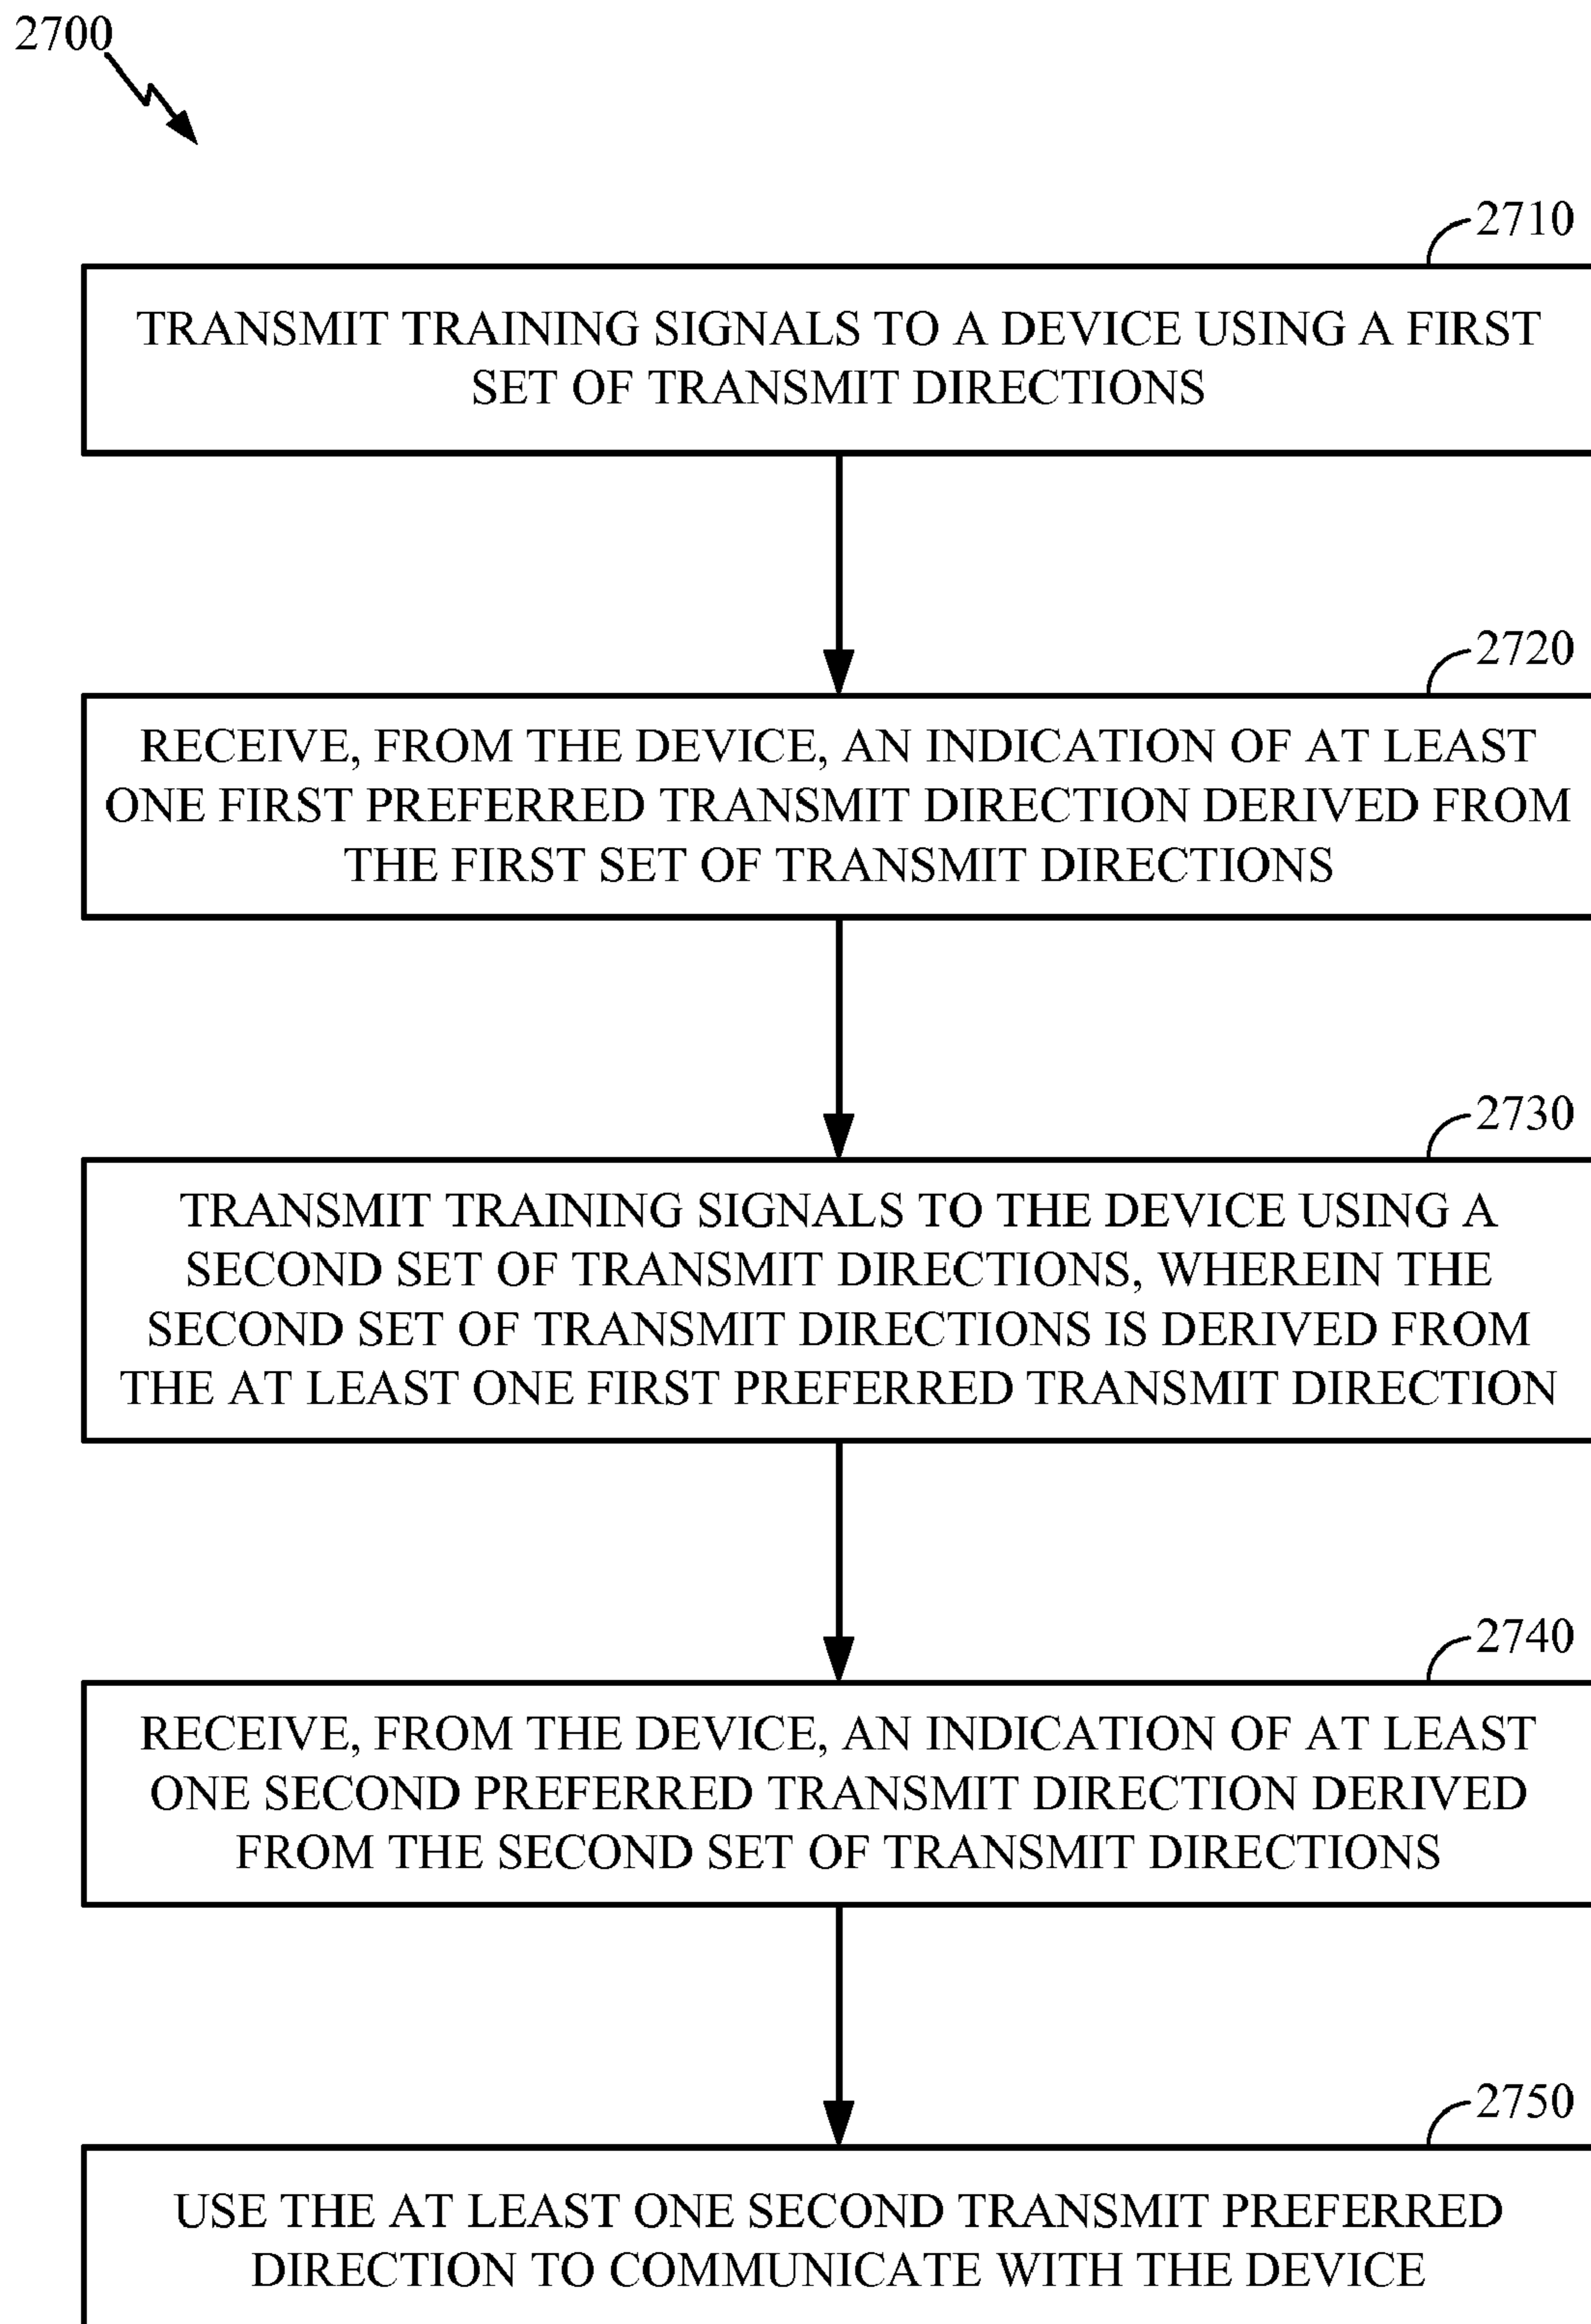 2700
2710
TRANSMIT TRAINING SIGNALS TO A DEVICE USING A FIRST
SET OF TRANSMIT DIRECTIONS
2720
RECEIVE, FROM THE DEVICE, AN INDICATION OF AT LEAST
ONE FIRST PREFERRED TRANSMIT DIRECTION DERIVED FROM
THE FIRST SET OF TRANSMIT DIRECTIONS
2730
TRANSMIT TRAINING SIGNALS TO THE DEVICE USING A
SECOND SET OF TRANSMIT DIRECTIONS, WHEREIN THE
SECOND SET OF TRANSMIT DIRECTIONS IS DERIVED FROM
THE AT LEAST ONE FIRST PREFERRED TRANSMIT DIRECTION
2740
RECEIVE, FROM THE DEVICE, AN INDICATION OF AT LEAST
ONE SECOND PREFERRED TRANSMIT DIRECTION DERIVED
FROM THE SECOND SET OF TRANSMIT DIRECTIONS
2750
USE THE AT LEAST ONE SECOND TRANSMIT PREFERRED
DIRECTION TO COMMUNICATE WITH THE DEVICE